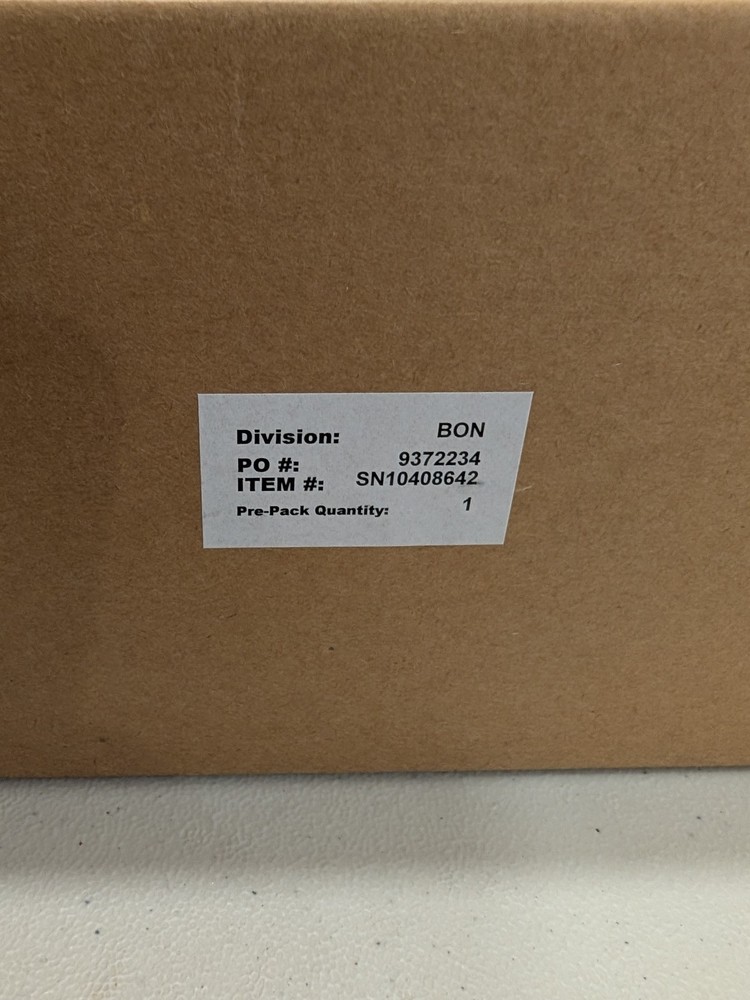 Division: BON
PO #: 9372234
ITEM #: SN10408642
Pre-Pack Quantity: 1